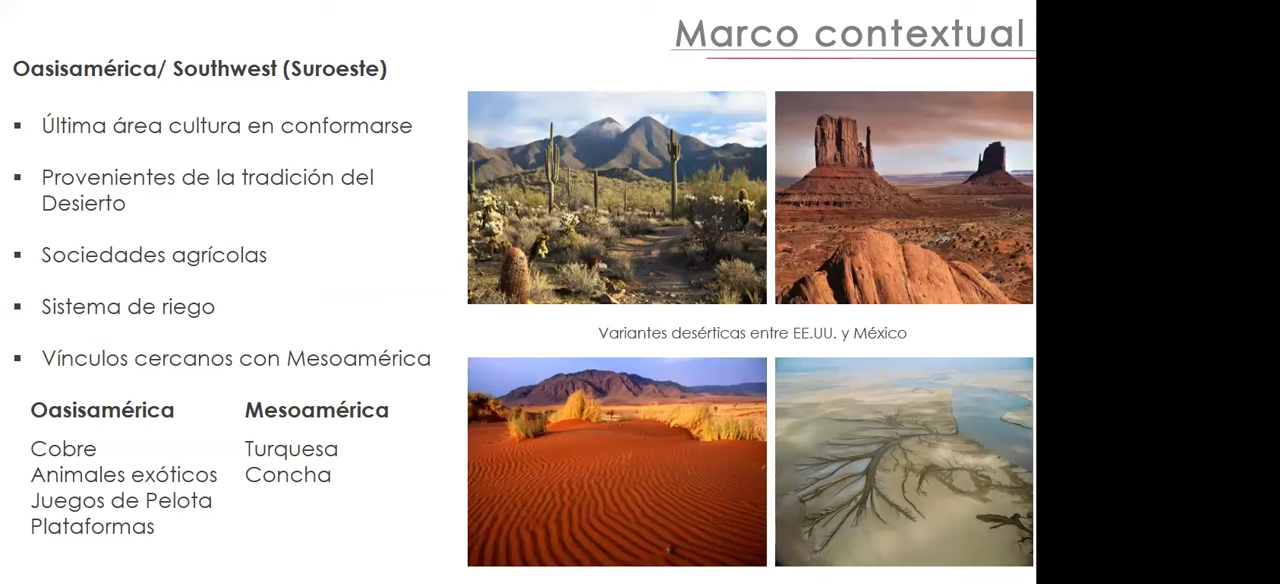 Marco contextual
Oasisamérica/ Southwest (Suroeste)
▪ Última área cultura en conformarse
▪ Provenientes de la tradición del
Desierto
▪ Sociedades agrícolas
▪ Sistema de riego
▪ Vínculos cercanos con Mesoamérica
Oasisamérica Mesoamérica
Cobre Turquesa
Animales exóticos Concha
Juegos de Pelota
Plataformas
Variantes desérticas entre EE.UU. y México